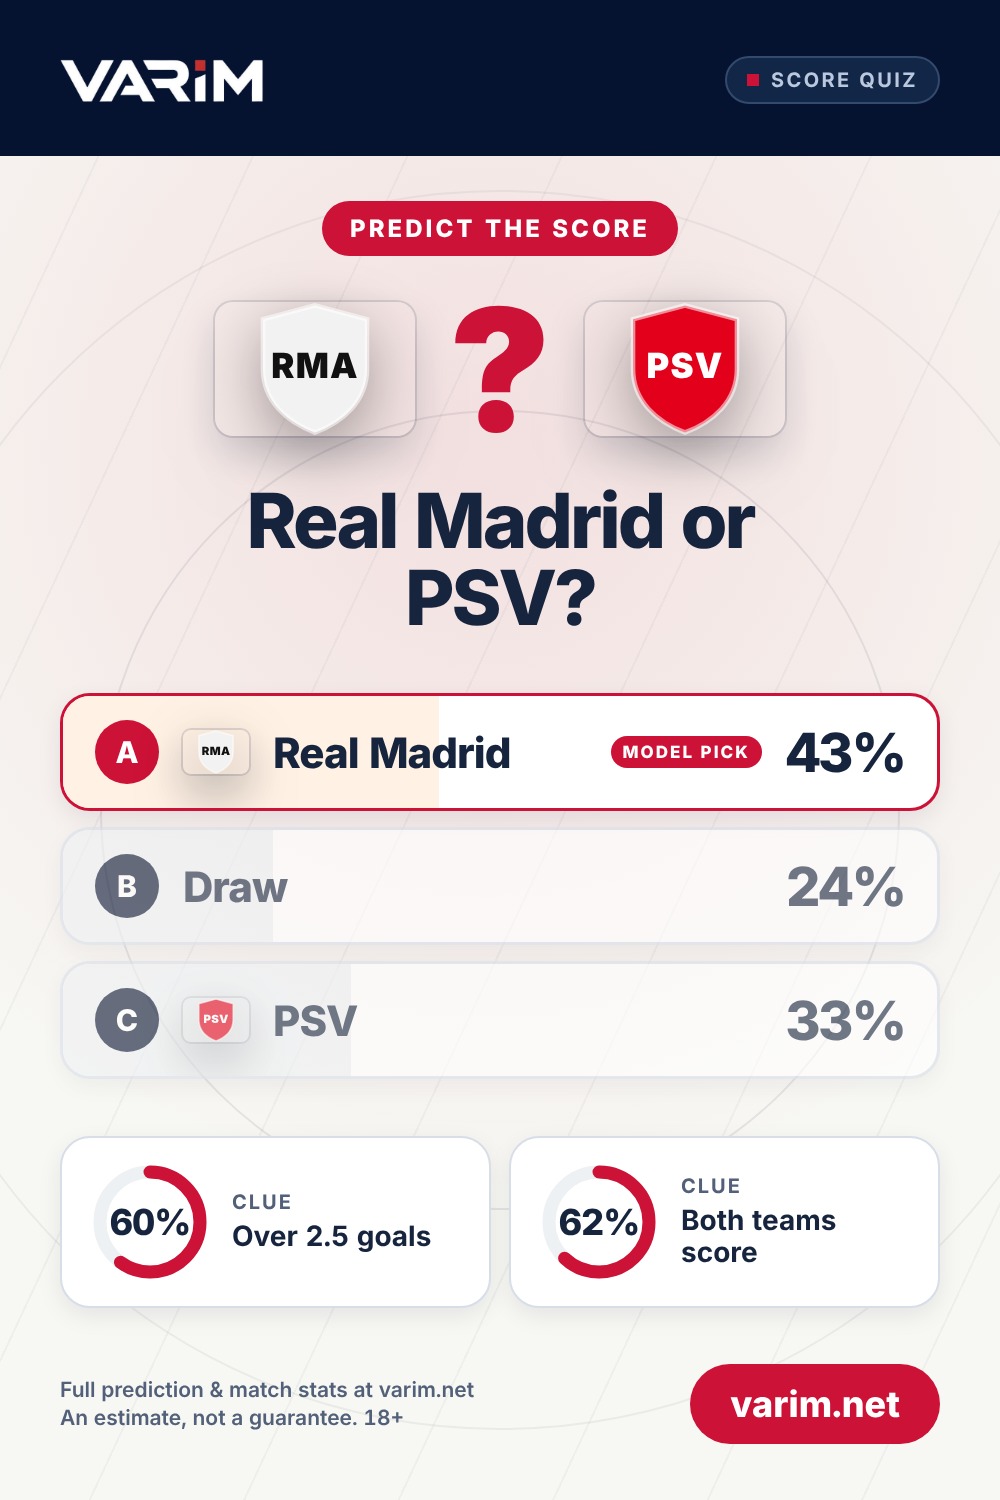 VARiM
SCORE QUIZ
PREDICT THE SCORE
RMA
?
PSV
Real Madrid or
PSV?
A
RMA
Real Madrid
MODEL PICK
43%
B
Draw
24%
C
PSV
PSV
33%
60%
CLUE
Over 2.5 goals
62%
CLUE
Both teams
score
Full prediction & match stats at varim.net
An estimate, not a guarantee. 18+
varim.net